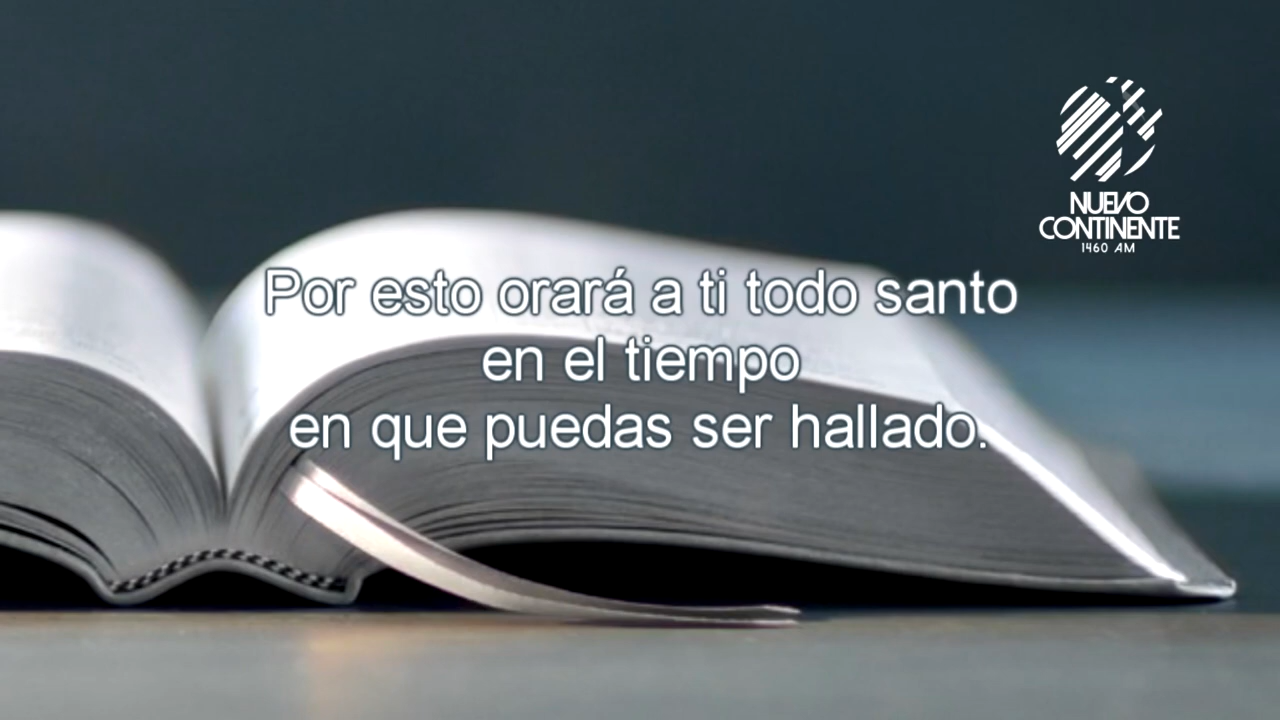 NUEVO
CONTINENTE
1460 AM
Por esto orará a ti todo santo
en el tiempo
en que puedas ser hallado.